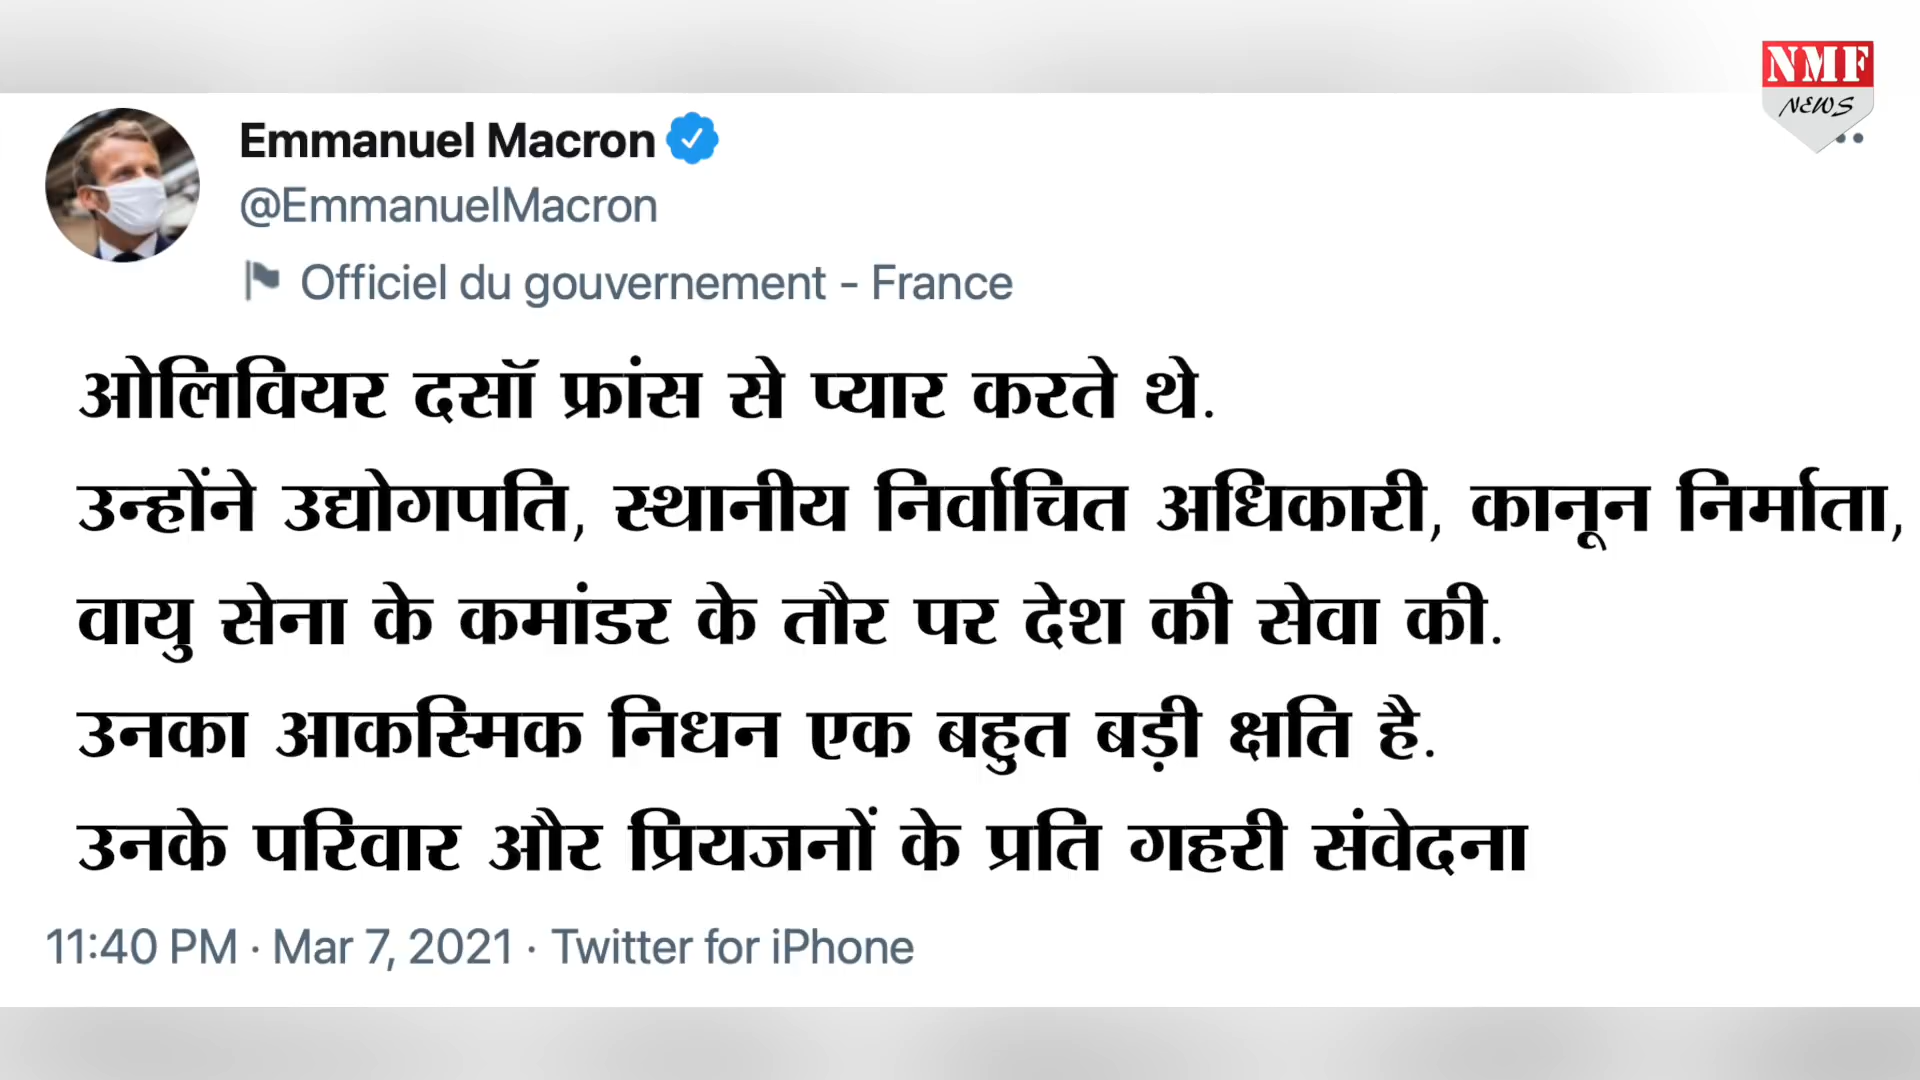 NMF
NEWS
Emmanuel Macron
@EmmanuelMacron
Officiel du gouvernement - France
ओलिवियर दसॉ फ्रांस से प्यार करते थे.
उन्होंने उद्योगपति, स्थानीय निर्वाचित अधिकारी, कानून निर्माता,
वायु सेना के कमांडर के तौर पर देश की सेवा की.
उनका आकस्मिक निधन एक बहुत बड़ी क्षति है.
उनके परिवार और प्रियजनों के प्रति गहरी संवेदना
11:40 PM · Mar 7, 2021 · Twitter for iPhone